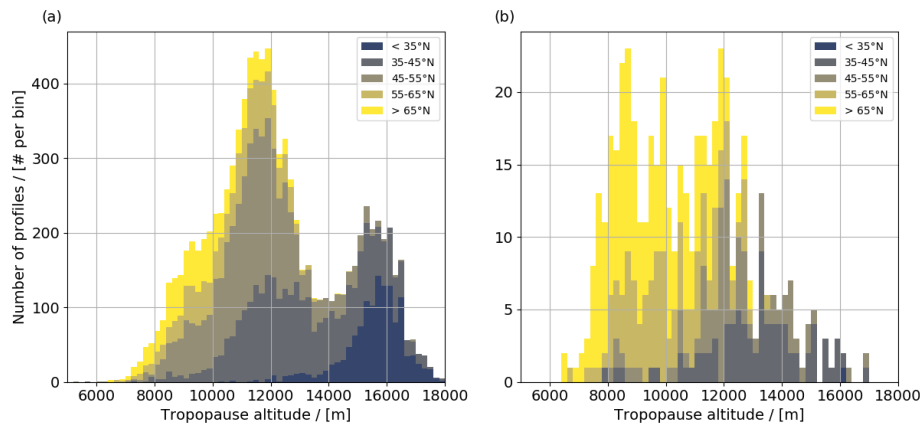 (a)
(b)
Number of profiles / [# per bin]
400
300
200
100
0
< 35°N
35-45°N
45-55°N
55-65°N
> 65°N
6000 8000 10000 12000 14000 16000 18000
Tropopause altitude / [m]
20
15
10
5
0
< 35°N
35-45°N
45-55°N
55-65°N
> 65°N
6000 8000 10000 12000 14000 16000 18000
Tropopause altitude / [m]